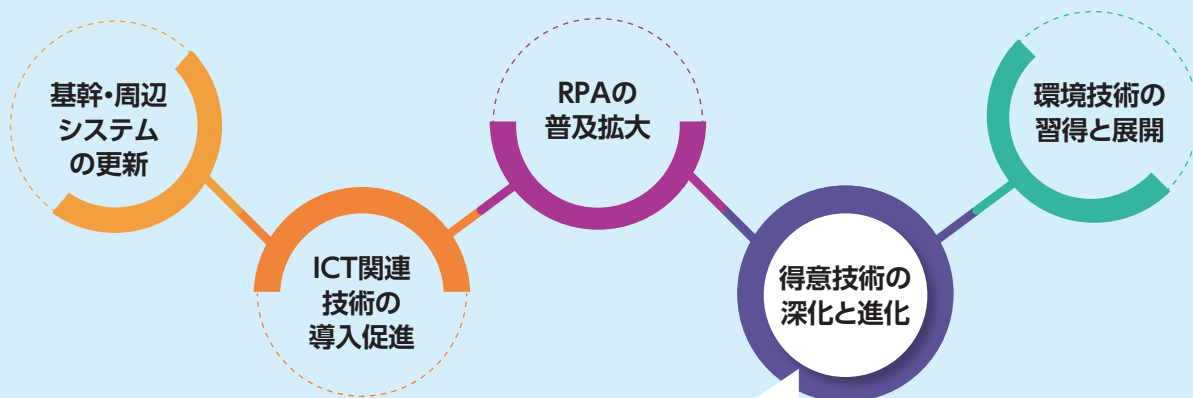 基幹・周辺
システム
の更新
ICT関連
技術の
導入促進
RPAの
普及拡大
得意技術の
深化と進化
環境技術の
習得と展開